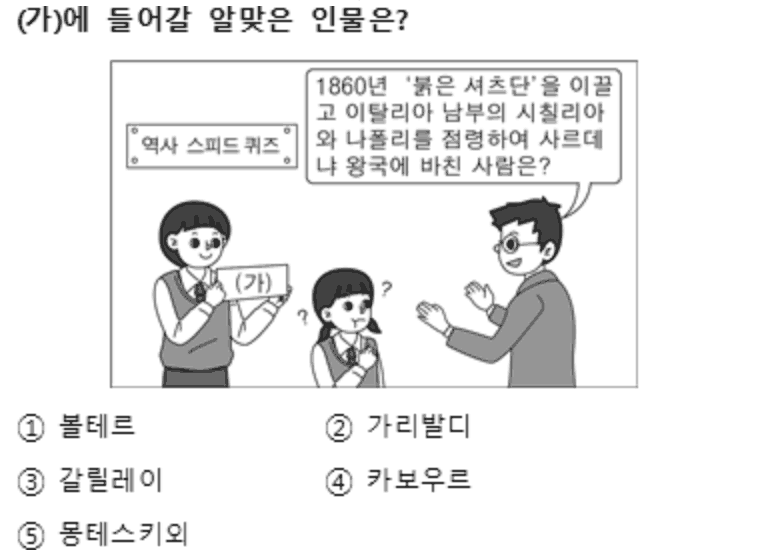 (가)에 들어갈 알맞은 인물은?
1860년 '붉은 셔츠단'을 이끌
고 이탈리아 남부의 시칠리아
와 나폴리를 점령하여 사르데
냐 왕국에 바친 사람은?
역사 스피드 퀴즈
(가)
?
?
① 볼테르
② 가리발디
③ 갈릴레이
④ 카보우르
⑤ 몽테스키외